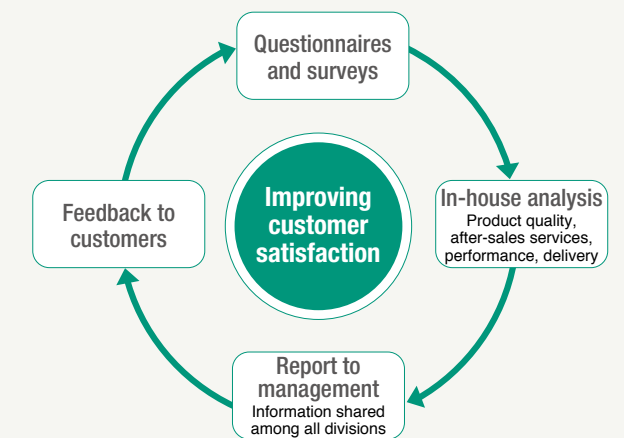 Questionnaires
and surveys
In-house analysis
Product quality,
after-sales services,
performance, delivery
Improving
customer
satisfaction
Feedback to
customers
Report to
management
Information shared
among all divisions